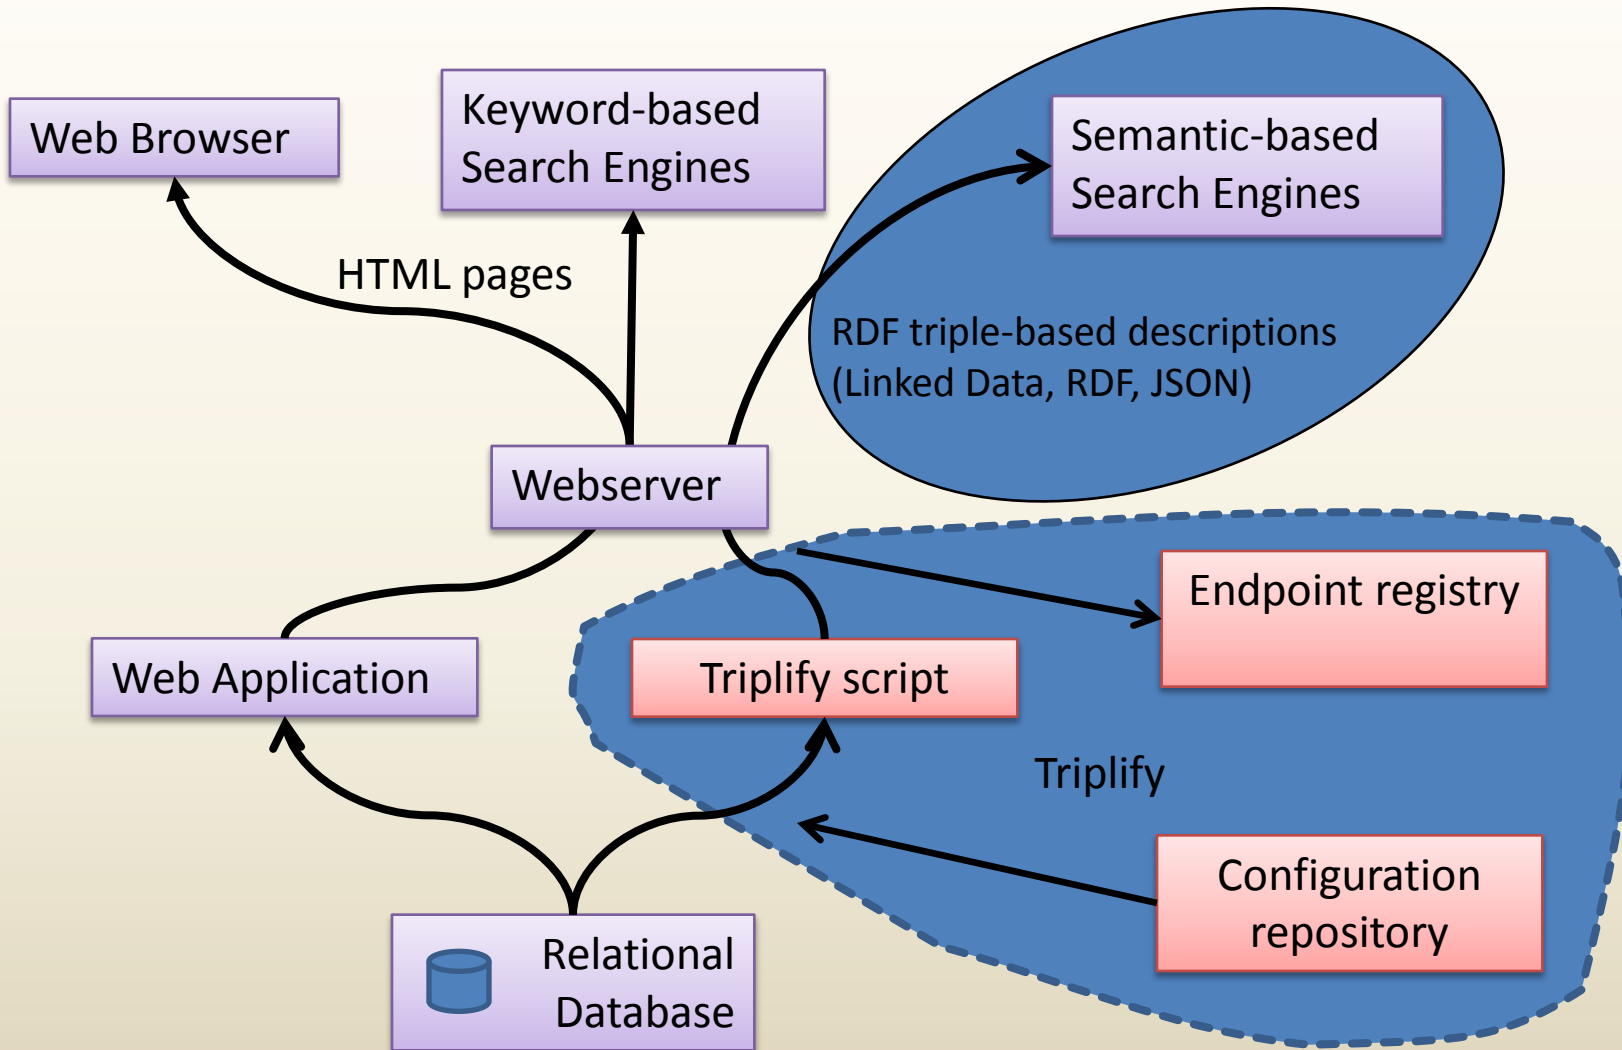 Web Browser
Keyword-based
Search Engines
Semantic-based
Search Engines
HTML pages
RDF triple-based descriptions
(Linked Data, RDF, JSON)
Webserver
Endpoint registry
Web Application
Triplify script
Triplify
Configuration
repository
Relational
Database